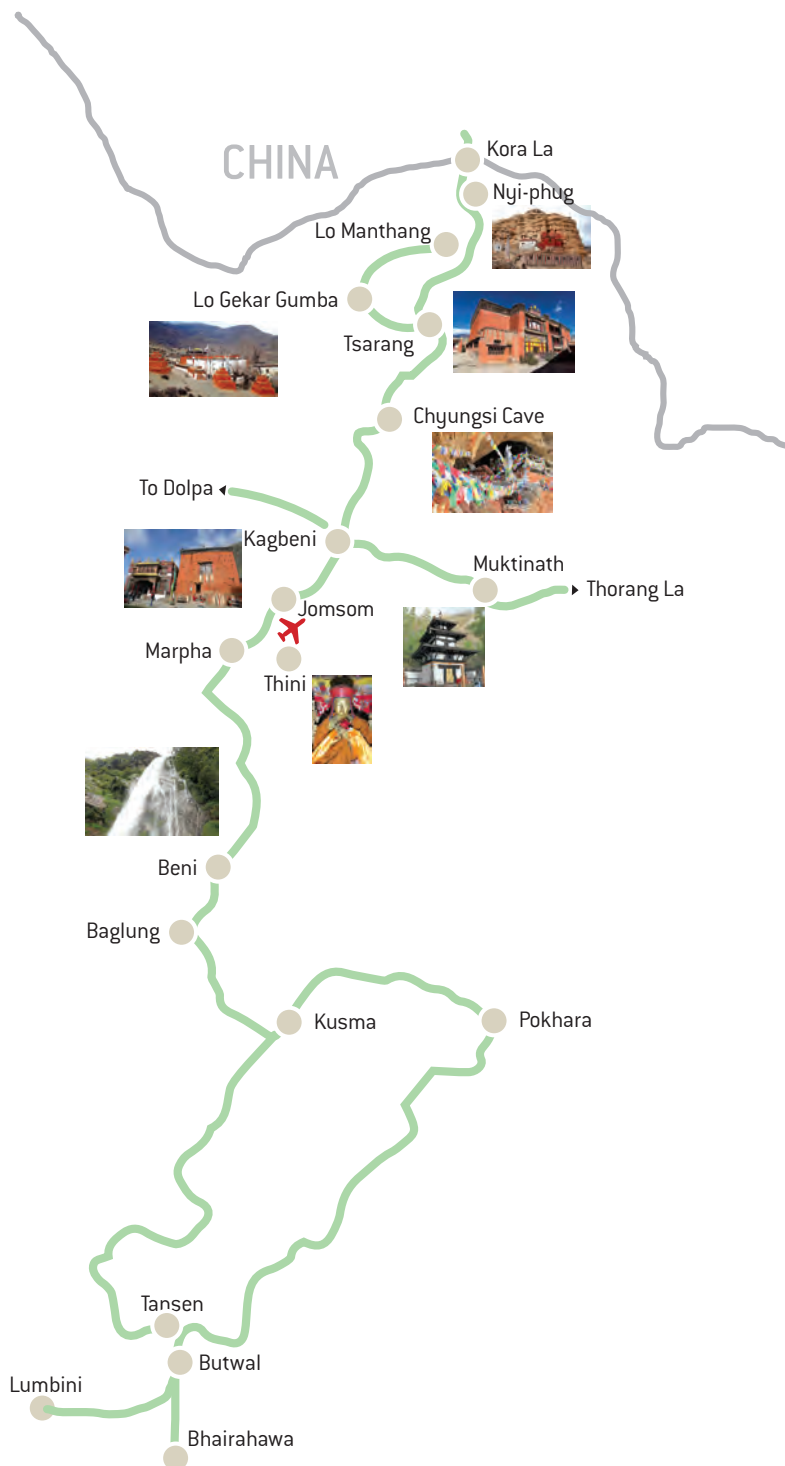 CHINA
Kora La
Nyi-phug
Lo Manthang
Lo Gekar Gumba
Tsarang
Chyungsi Cave
To Dolpa
Kagbeni
Muktinath
Thorang La
Jomsom
Marpha
Thini
Beni
Baglung
Kusma
Pokhara
Tansen
Butwal
Lumbini
Bhairahawa